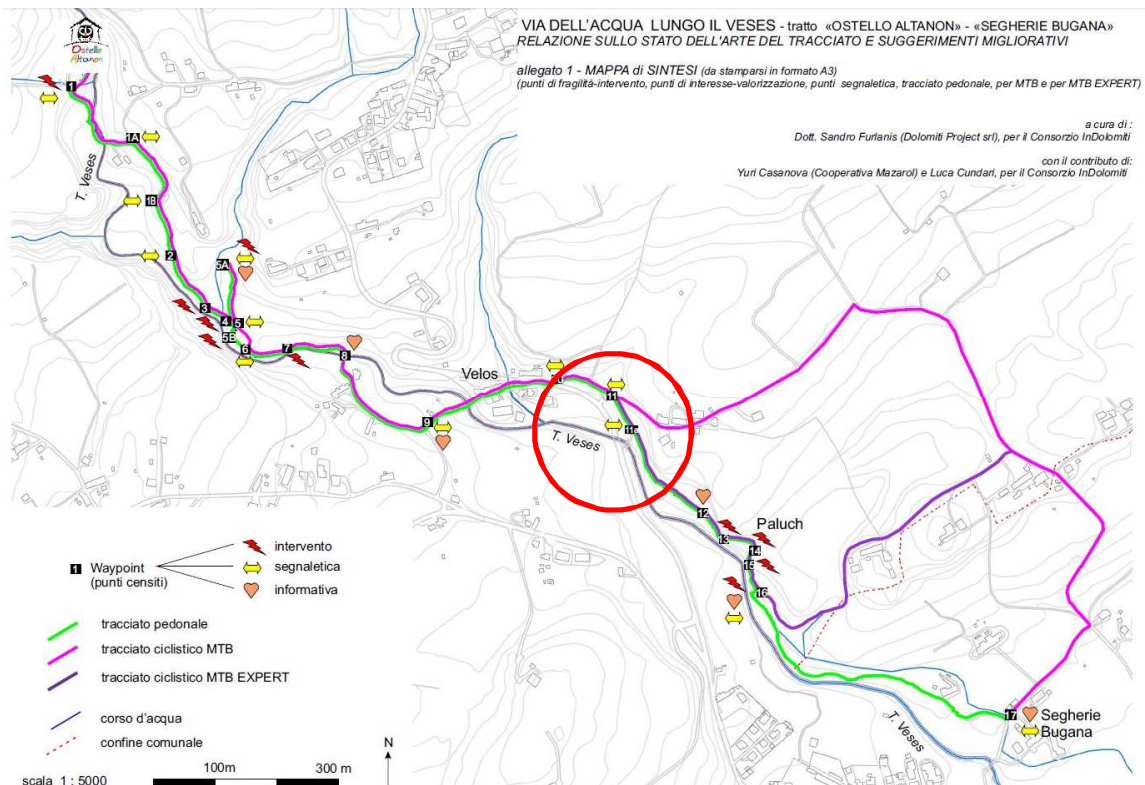 Ostello
Altanon
VIA DELL'ACQUA LUNGO IL VESES - tratto «OSTELLO ALTANON» - «SEGHERIE BUGANA»
RELAZIONE SULLO STATO DELL'ARTE DEL TRACCIATO E SUGGERIMENTI MIGLIORATIVI
allegato 1 - MAPPA di SINTESI (da stamparsi in formato A3)
(punti di fragilità-intervento, punti di interesse-valorizzazione, punti segnaletica, tracciato pedonale, per MTB e per MTB EXPERT)
a cura di :
Dott. Sandro Furlanis (Dolomiti Project srl), per il Consorzio InDolomiti
con il contributo di:
Yuri Casanova (Cooperativa Mazarol) e Luca Cundari, per il Consorzio InDolomiti
1
1A
T. Veses
1B
2
5A
3
4
5
5B
6
7
8
Velos
10
11
9
T. Veses
11a
12
13
Paluch
14
15
16
17
Segherie
Bugana
T. Veses
1 Waypoint
(punti censiti)
intervento
segnaletica
informativa
tracciato pedonale
tracciato ciclistico MTB
tracciato ciclistico MTB EXPERT
corso d'acqua
confine comunale
scala 1 : 5000
100m
300 m
N